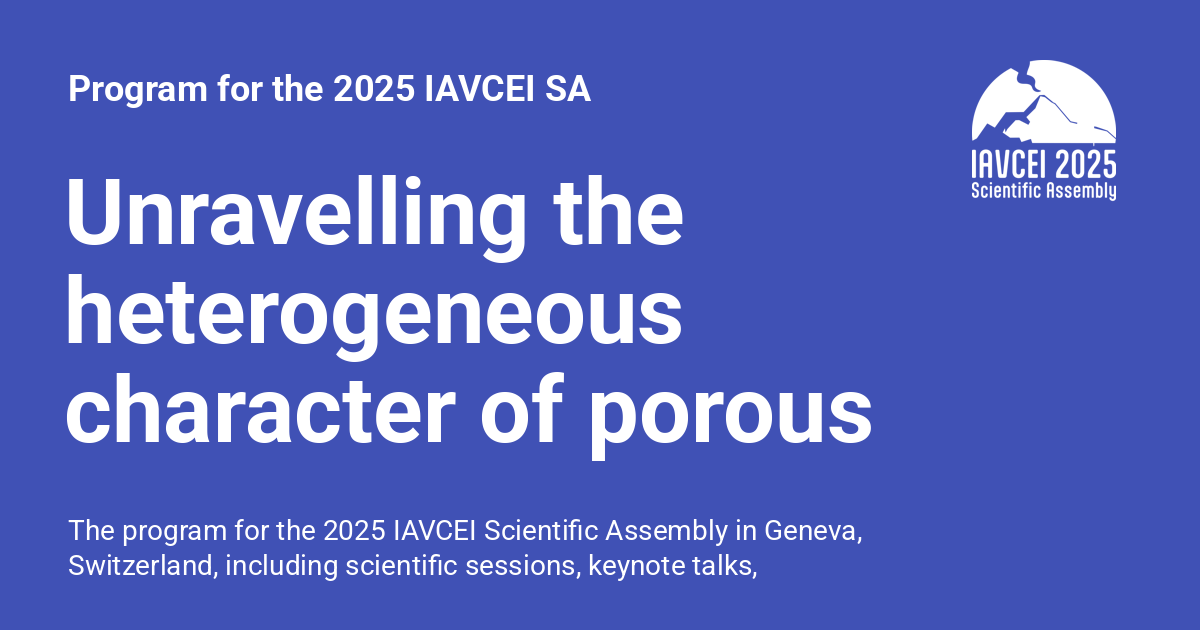 Program for the 2025 IAVCEI SA
IAVCEI 2025
Scientific Assembly
Unravelling the
heterogeneous
character of porous
The program for the 2025 IAVCEI Scientific Assembly in Geneva,
Switzerland, including scientific sessions, keynote talks,